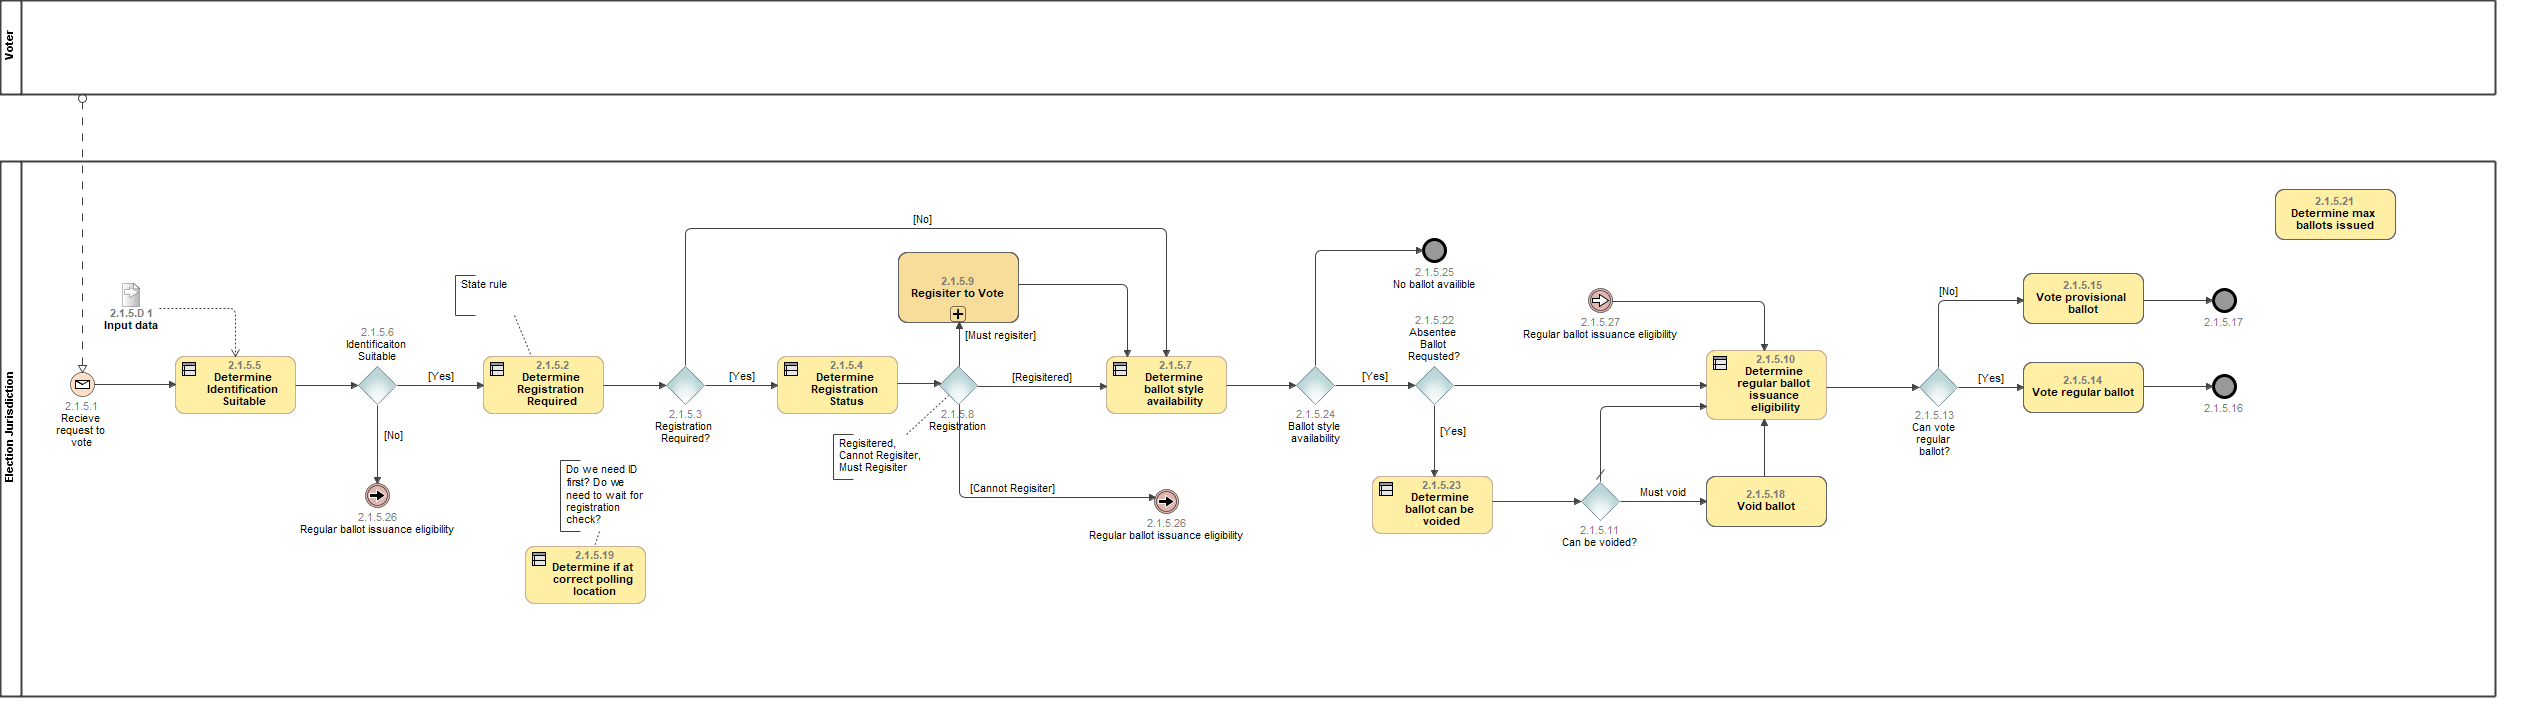 Voter
Election Jurisdiction
2.1.5.1
Recieve
request to
vote
2.1.5.D 1
Input data
2.1.5.5
Determine
Identification
Suitable
2.1.5.6
Identificaiton
Suitable
[Yes]
[No]
2.1.5.26
Regular ballot issuance eligibility
State rule
2.1.5.2
Determine
Registration
Required
Do we need ID
first? Do we
need to wait for
registration
check?
2.1.5.19
Determine if at
correct polling
location
2.1.5.3
Registration
Required?
[No]
[Yes]
2.1.5.4
Determine
Registration
Status
2.1.5.9
Regisiter to Vote
[Must regisiter]
2.1.5.8
Registration
Regisitered,
Cannot Regisiter,
Must Regisiter
[Regisitered]
[Cannot Regisiter]
2.1.5.26
Regular ballot issuance eligibility
2.1.5.7
Determine
ballot style
availability
2.1.5.24
Ballot style
availability
[Yes]
2.1.5.25
No ballot availible
2.1.5.22
Absentee
Ballot
Requsted?
[Yes]
2.1.5.23
Determine
ballot can be
voided
2.1.5.27
Regular ballot issuance eligibility
2.1.5.11
Can be voided?
Must void
2.1.5.18
Void ballot
2.1.5.10
Determine
regular ballot
issuance
eligibility
2.1.5.13
Can vote
regular
ballot?
[No]
[Yes]
2.1.5.15
Vote provisional
ballot
2.1.5.17
2.1.5.14
Vote regular ballot
2.1.5.16
2.1.5.21
Determine max
ballots issued